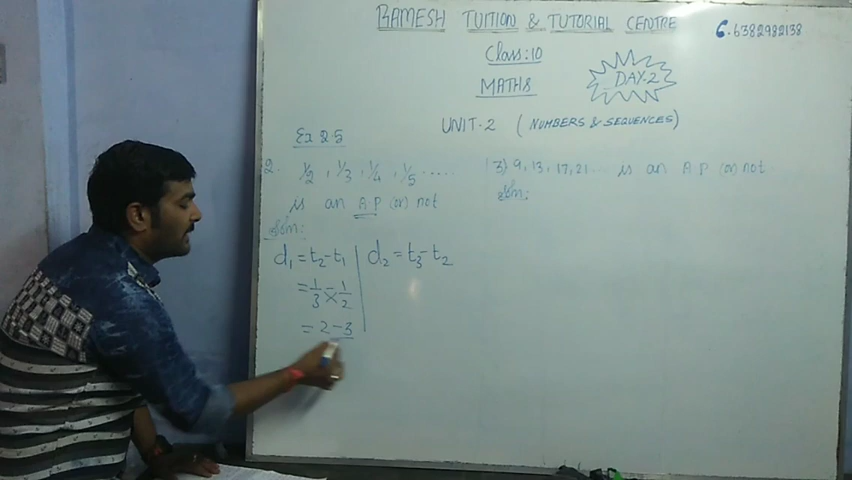 RAMESH TUITION & TUTORIAL CENTRE
C.6382982138
Class:10
MATHS
DAY-2
UNIT-2 (NUMBERS & SEQUENCES)
Ex 2.5
2. 1/2, 1/3, 1/4, 1/5 .....
is an AP (or) not
Soln:
d₁ = t₂-t₁
= 1/3 - 1/2
= 2-3
d₂ = t₃-t₂
3) 9, 13, 17, 21... is an AP (or) not
Soln: